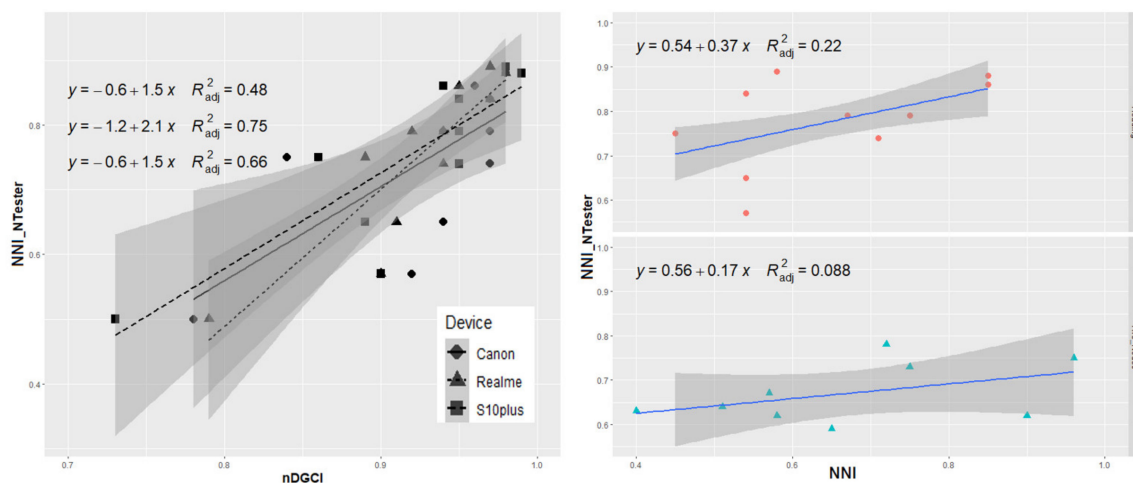 y = −0.6 + 1.5 x R²adj = 0.48
y = −1.2 + 2.1 x R²adj = 0.75
y = −0.6 + 1.5 x R²adj = 0.66
NNI_NTester
0.8
0.6
0.4
0.7
0.8
0.9
1.0
nDGCI
Device
Canon
Realme
S10plus
y = 0.54 + 0.37 x R²adj = 0.22
1.0
0.9
0.8
0.7
0.6
NNI_NTester
y = 0.56 + 0.17 x R²adj = 0.088
1.0
0.9
0.8
0.7
0.6
0.4
0.6
0.8
1.0
NNI